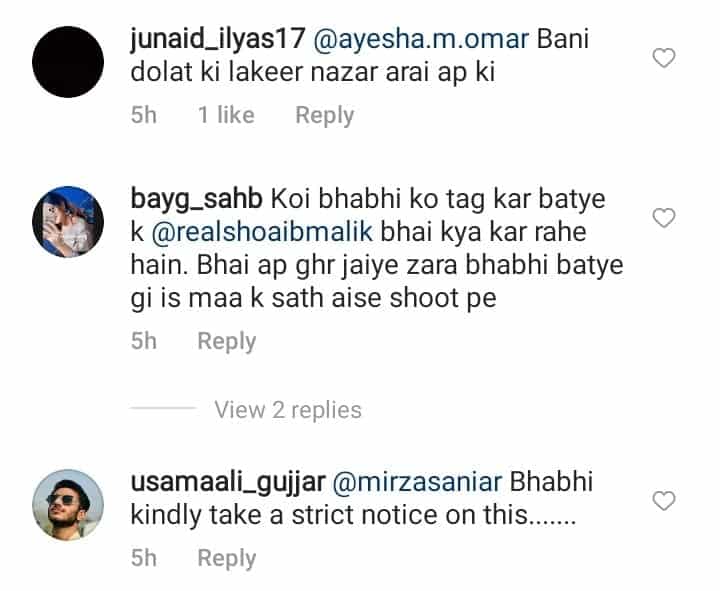 junaid_ilyas17 @ayesha.m.omar Bani
dolat ki lakeer nazar arai ap ki
5h 1 like Reply
bayg_sahb Koi bhabhi ko tag kar batye
k @realshoaibmalik bhai kya kar rahe
hain. Bhai ap ghr jaiye zara bhabhi batye
gi is maa k sath aise shoot pe
5h Reply
View 2 replies
usamaali_gujjar @mirzasaniar Bhabhi
kindly take a strict notice on this.......
5h Reply